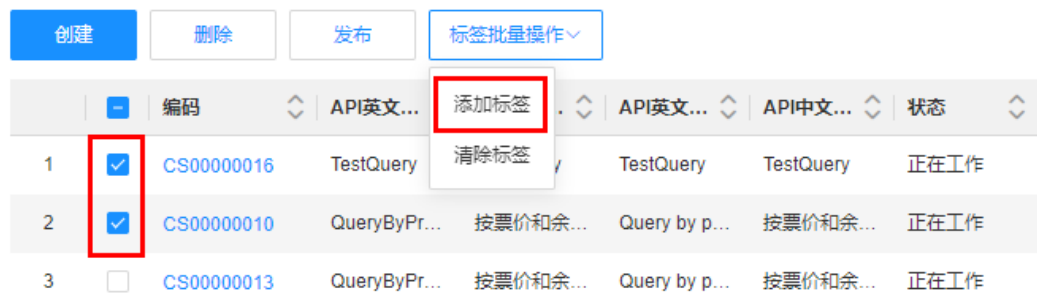 创建 删除 发布 标签批量操作
编码 API英文... 添加标签 . API英文... API中文... 状态
1 CS00000016 TestQuery 清除标签 y TestQuery TestQuery 正在工作
2 CS00000010 QueryByPr... 按票价和余... Query by p... 按票价和余... 正在工作
3 CS00000013 QueryByPr... 按票价和余... Query by p... 按票价和余... 正在工作